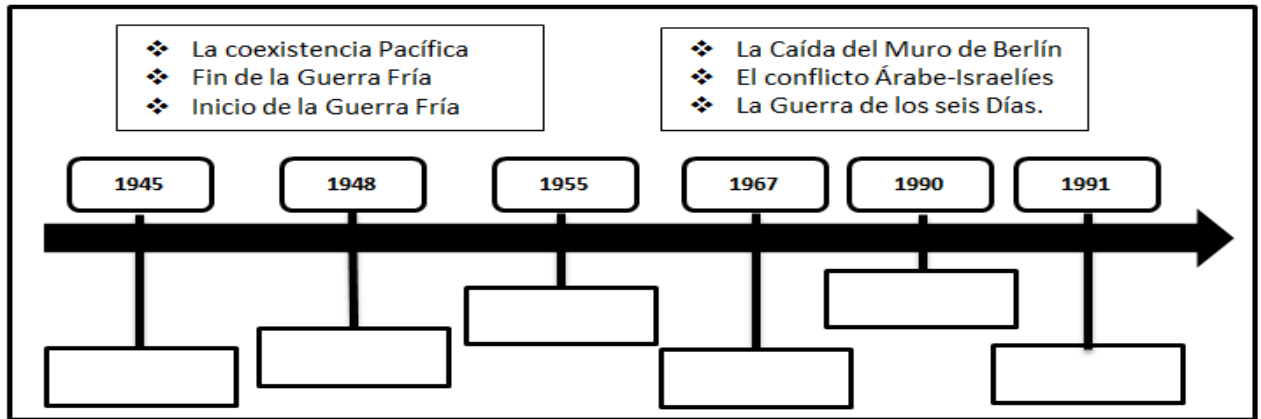 ❖ La coexistencia Pacífica
❖ Fin de la Guerra Fría
❖ Inicio de la Guerra Fría
❖ La Caída del Muro de Berlín
❖ El conflicto Árabe-Israelíes
❖ La Guerra de los seis Días.
1945
1948
1955
1967
1990
1991